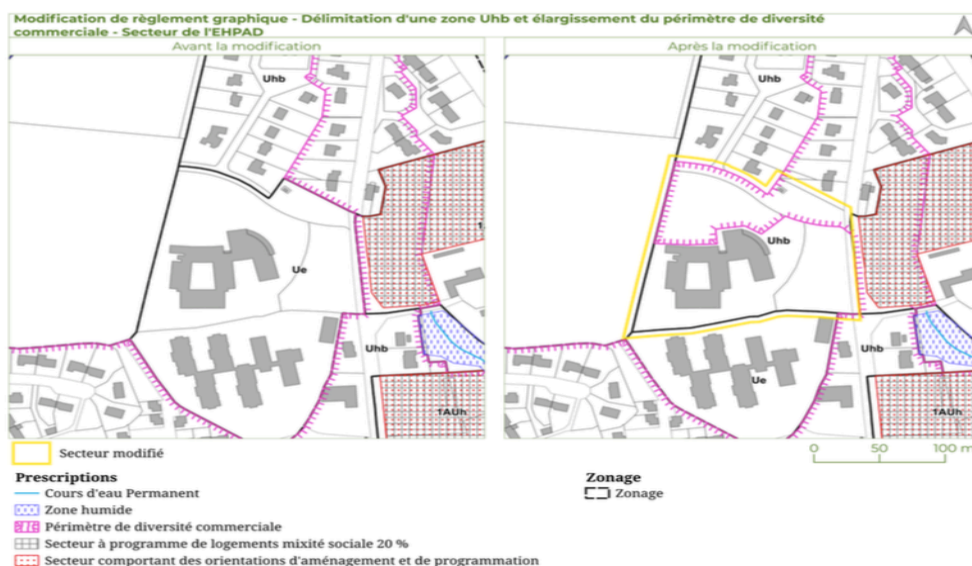 Modification de règlement graphique - Délimitation d'une zone Uhb et élargissement du périmètre de diversité
commerciale - Secteur de l'EHPAD
Avant la modification
Après la modification
Uhb
Ue
Uhb
1AUh
Uhb
Uhb
Uhb
Ue
1AUh
0 50 100 m
Secteur modifié
Prescriptions
Cours d'eau Permanent
Zone humide
Périmètre de diversité commerciale
Secteur à programme de logements mixité sociale 20 %
Secteur comportant des orientations d'aménagement et de programmation
Zonage
Zonage